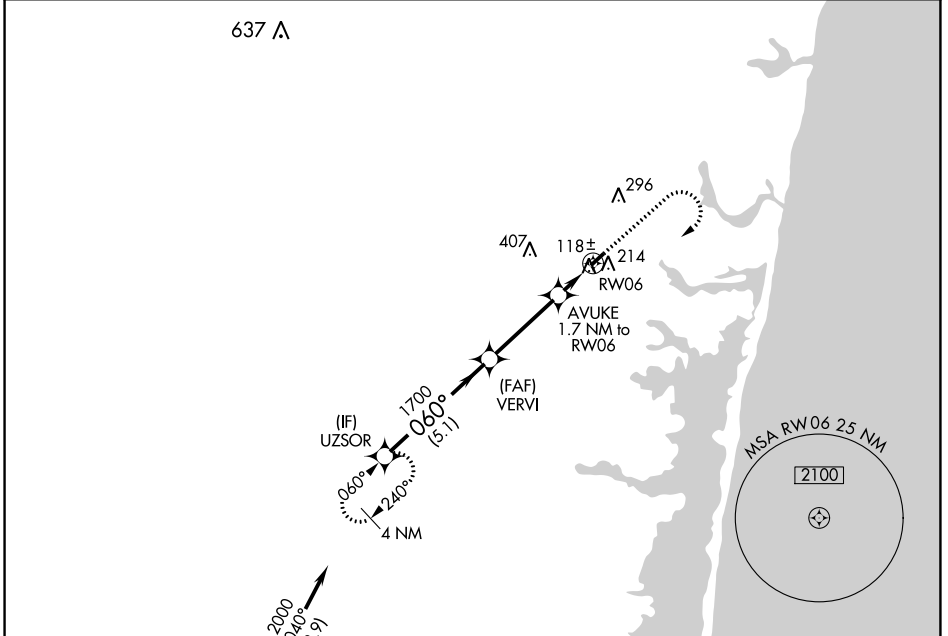 637
296
407
118±
214
RW06
AVUKE
1.7 NM to
RW06
(FAF)
VERVI
1700
060°
(5.1)
(IF)
UZSOR
060°
240°
4 NM
MSA RW06 25 NM
2100
2000